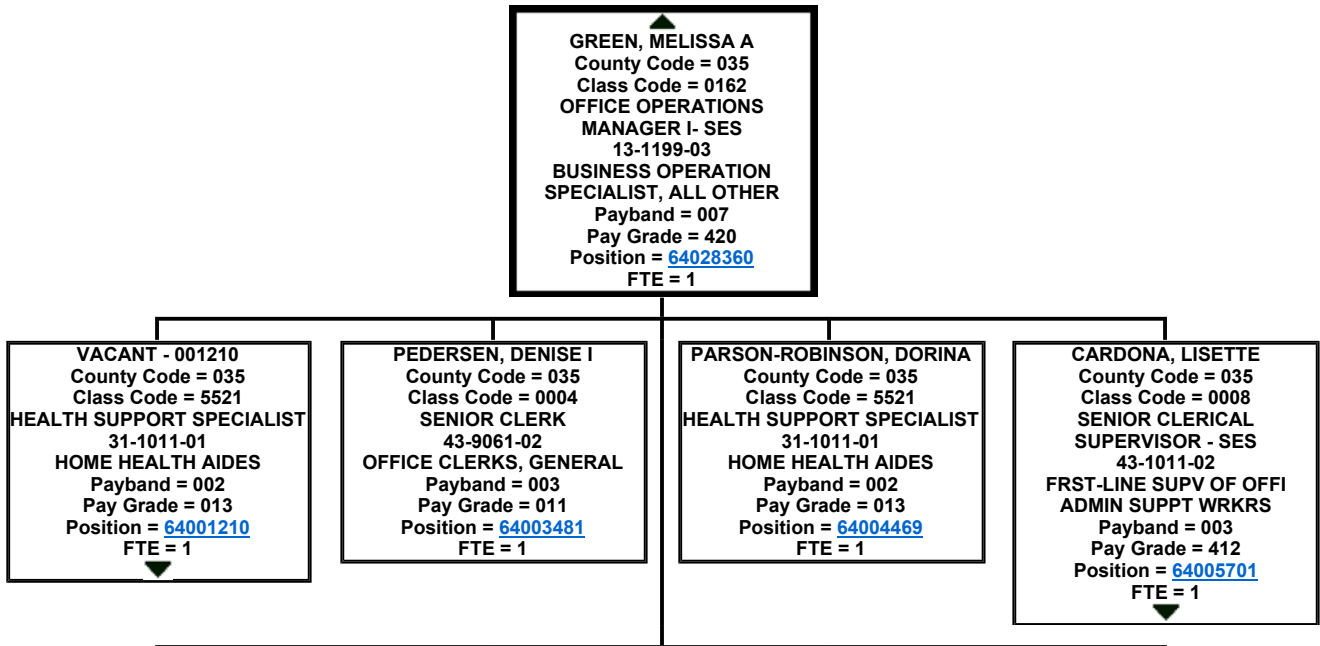 GREEN, MELISSA A
County Code = 035
Class Code = 0162
OFFICE OPERATIONS
MANAGER I- SES
13-1199-03
BUSINESS OPERATION
SPECIALIST, ALL OTHER
Payband = 007
Pay Grade = 420
Position = 64028360
FTE = 1
VACANT - 001210
County Code = 035
Class Code = 5521
HEALTH SUPPORT SPECIALIST
31-1011-01
HOME HEALTH AIDES
Payband = 002
Pay Grade = 013
Position = 64001210
FTE = 1
PEDERSEN, DENISE I
County Code = 035
Class Code = 0004
SENIOR CLERK
43-9061-02
OFFICE CLERKS, GENERAL
Payband = 003
Pay Grade = 011
Position = 64003481
FTE = 1
PARSON-ROBINSON, DORINA
County Code = 035
Class Code = 5521
HEALTH SUPPORT SPECIALIST
31-1011-01
HOME HEALTH AIDES
Payband = 002
Pay Grade = 013
Position = 64004469
FTE = 1
CARDONA, LISETTE
County Code = 035
Class Code = 0008
SENIOR CLERICAL
SUPERVISOR - SES
43-1011-02
FRST-LINE SUPV OF OFFI
ADMIN SUPPT WRKRS
Payband = 003
Pay Grade = 412
Position = 64005701
FTE = 1